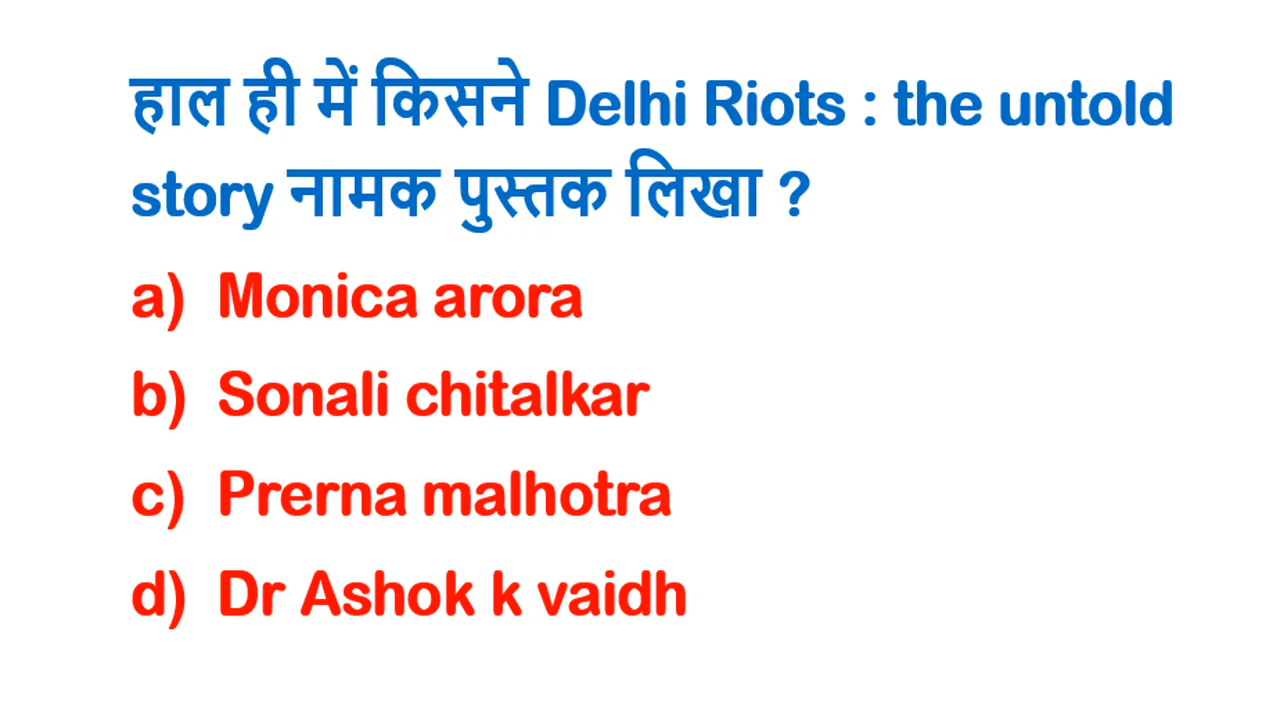 हाल ही में किसने Delhi Riots : the untold
story नामक पुस्तक लिखा ?
a) Monica arora
b) Sonali chitalkar
c) Prerna malhotra
d) Dr Ashok k vaidh